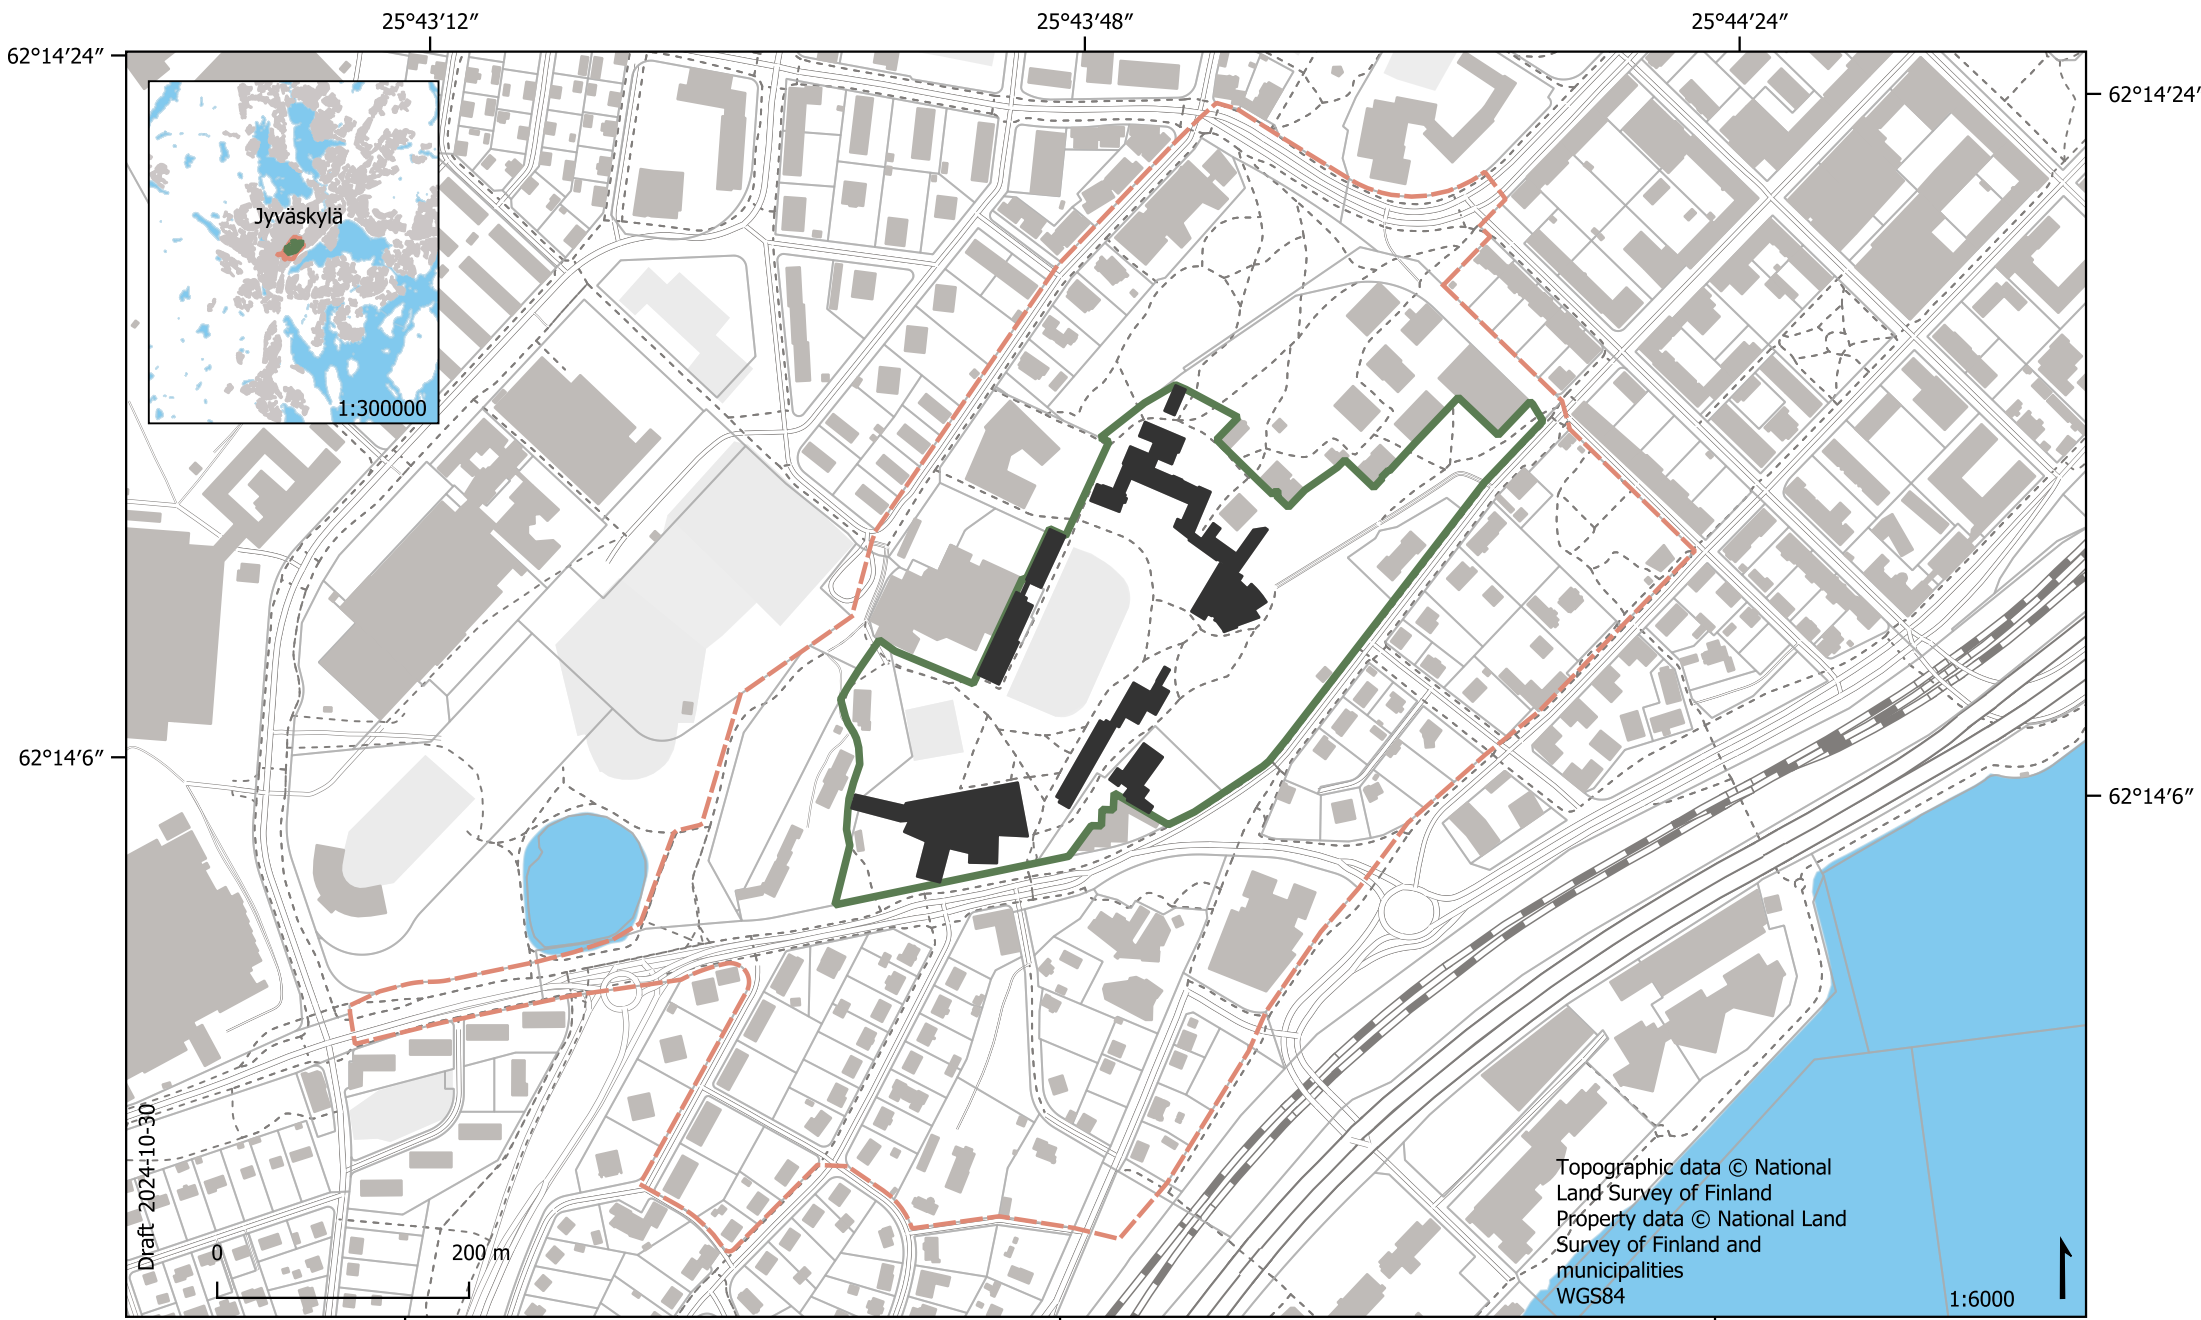 25°43′12″
25°43′48″
25°44′24″
62°14′24″
62°14′24′
Jyväskylä
1:300000
62°14′6″
62°14′6″
Draft 2024-10-30
0
200 m
Topographic data © National
Land Survey of Finland
Property data © National Land
Survey of Finland and
municipalities
WGS84
1:6000